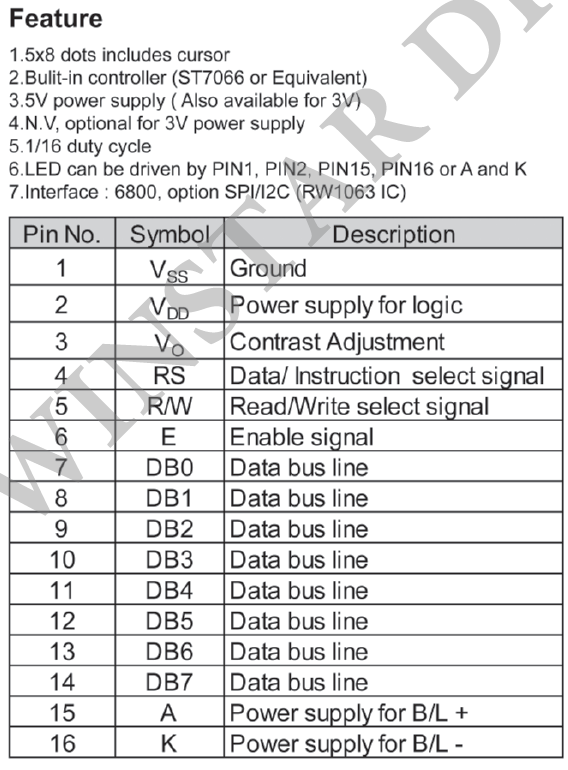 Feature
1.5x8 dots includes cursor
2.Bulit-in controller (ST7066 or Equivalent)
3.5V power supply ( Also available for 3V)
4.N.V, optional for 3V power supply
5.1/16 duty cycle
6.LED can be driven by PIN1, PIN2, PIN15, PIN16 or A and K
7.Interface : 6800, option SPI/I2C (RW1063 IC)
Pin No. Symbol Description
1 VSS Ground
2 VDD Power supply for logic
3 VO Contrast Adjustment
4 RS Data/ Instruction select signal
5 R/W Read/Write select signal
6 E Enable signal
7 DB0 Data bus line
8 DB1 Data bus line
9 DB2 Data bus line
10 DB3 Data bus line
11 DB4 Data bus line
12 DB5 Data bus line
13 DB6 Data bus line
14 DB7 Data bus line
15 A Power supply for B/L +
16 K Power supply for B/L -
WINSTAR